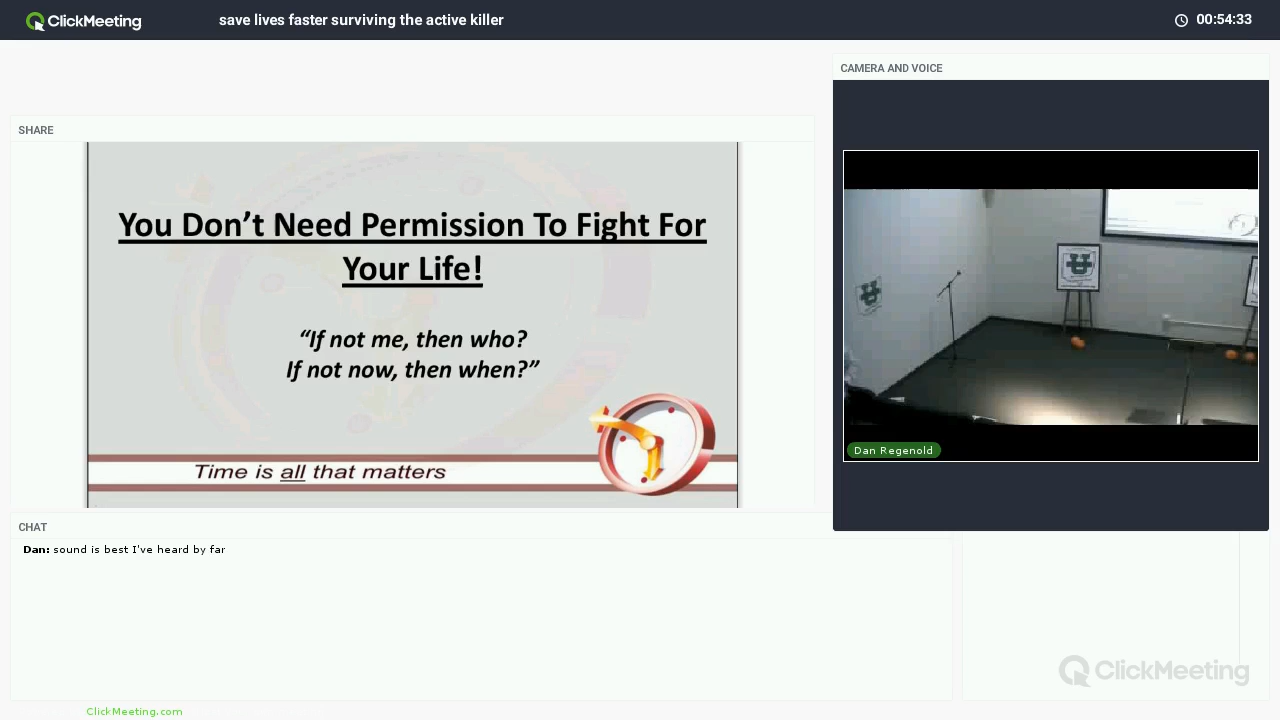 ClickMeeting
save lives faster surviving the active killer
00:54:33
CAMERA AND VOICE
SHARE
You Don’t Need Permission To Fight For
Your Life!
“If not me, then who?
If not now, then when?”
Time is all that matters
Dan Regenold
CHAT
Dan: sound is best I've heard by far
ClickMeeting
ClickMeeting.com